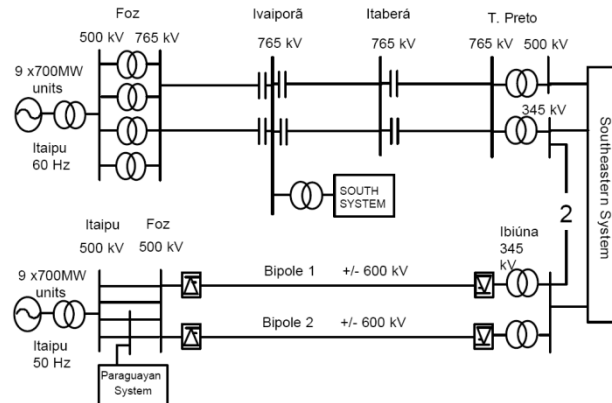 Foz
Ivaiporã
Itaberá
T. Preto
500 kV
765 kV
765 kV
765 kV
765 kV
500 kV
9 x700MW
units
Itaipu
60 Hz
345 kV
SOUTH
SYSTEM
Southeastern System
2
Itaipu
500 kV
Foz
500 kV
Ibiúna
345
kV
9 x700MW
units
Itaipu
50 Hz
Bipole 1
+/- 600 kV
Bipole 2
+/- 600 kV
Paraguayan
System